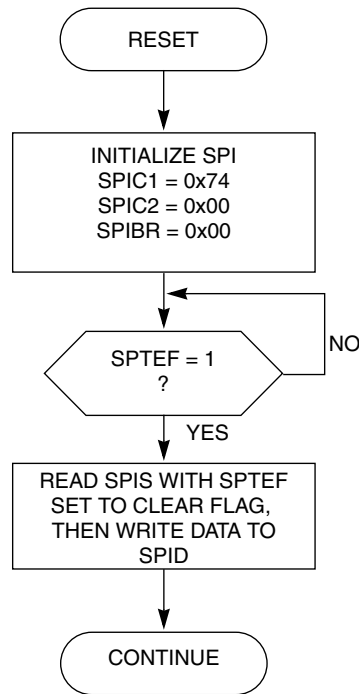 RESET
INITIALIZE SPI
SPIC1 = 0x74
SPIC2 = 0x00
SPIBR = 0x00
SPTEF = 1
?
NO
YES
READ SPIS WITH SPTEF
SET TO CLEAR FLAG,
THEN WRITE DATA TO
SPID
CONTINUE